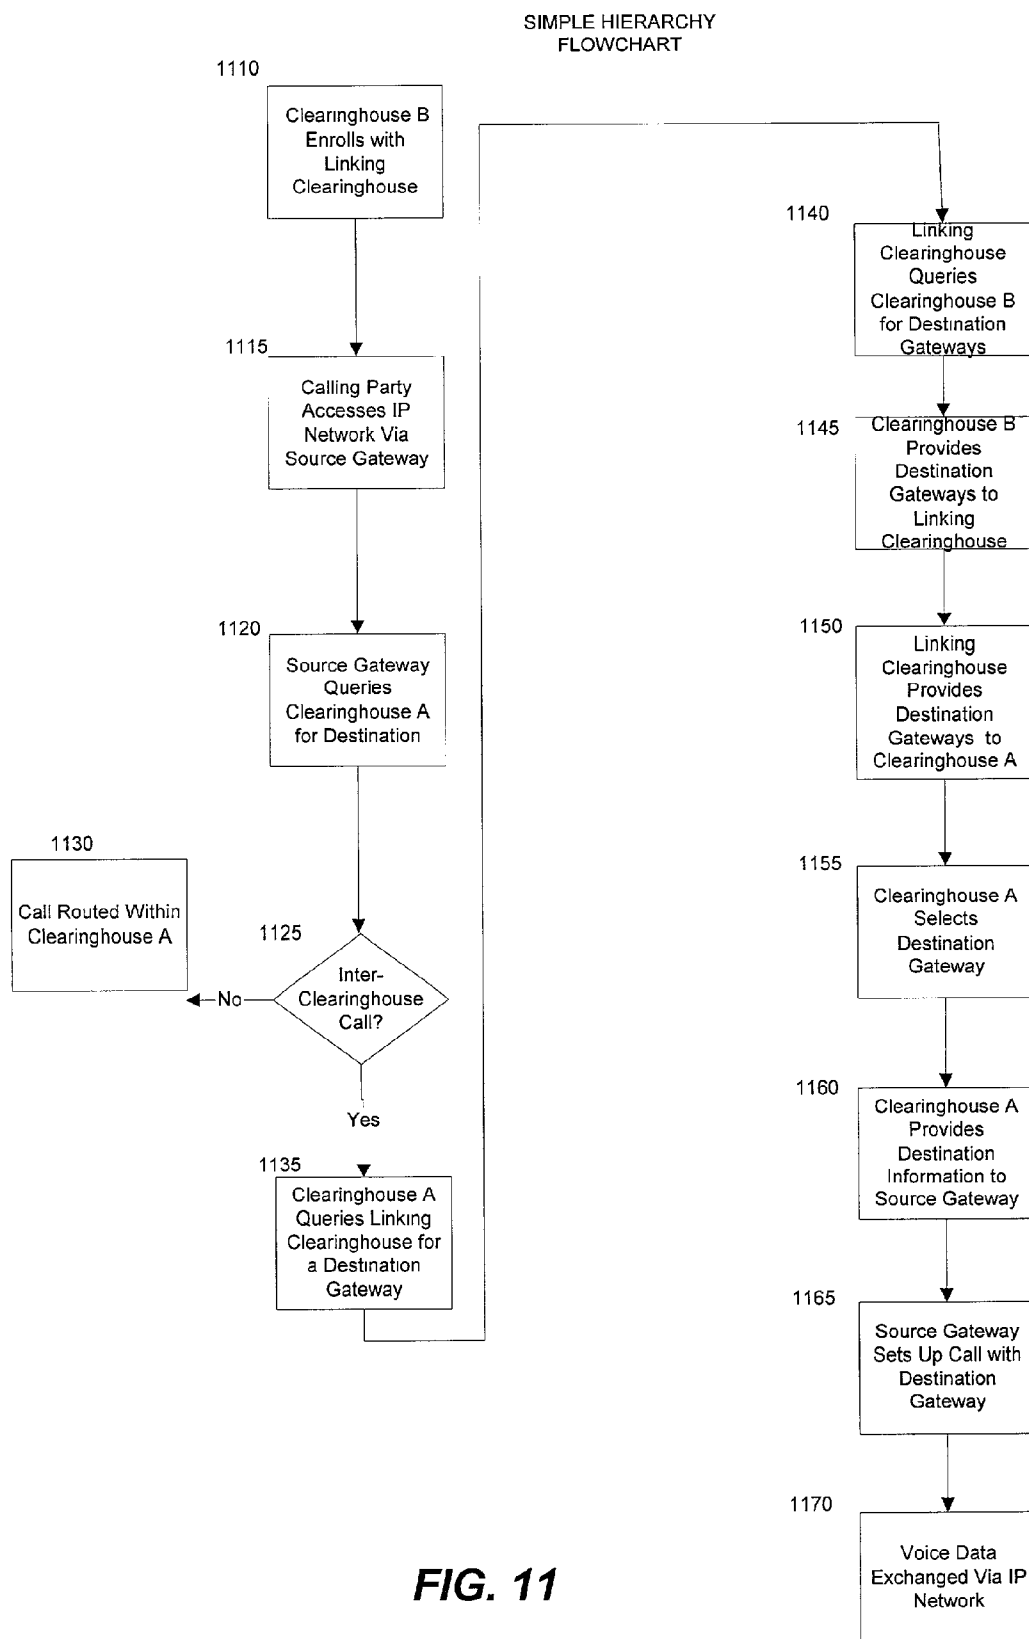 SIMPLE HIERARCHY
FLOWCHART
1110
Clearinghouse B
Enrolls with
Linking
Clearinghouse
1115
Calling Party
Accesses IP
Network Via
Source Gateway
1120
Source Gateway
Queries
Clearinghouse A
for Destination
1130
Call Routed Within
Clearinghouse A
1125
Inter-
Clearinghouse
Call?
No
Yes
1135
Clearinghouse A
Queries Linking
Clearinghouse for
a Destination
Gateway
1140
Linking
Clearinghouse
Queries
Clearinghouse B
for Destination
Gateways
1145
Clearinghouse B
Provides
Destination
Gateways to
Linking
Clearinghouse
1150
Linking
Clearinghouse
Provides
Destination
Gateways to
Clearinghouse A
1155
Clearinghouse A
Selects
Destination
Gateway
1160
Clearinghouse A
Provides
Destination
Information to
Source Gateway
1165
Source Gateway
Sets Up Call with
Destination
Gateway
1170
Voice Data
Exchanged Via IP
Network
FIG. 11